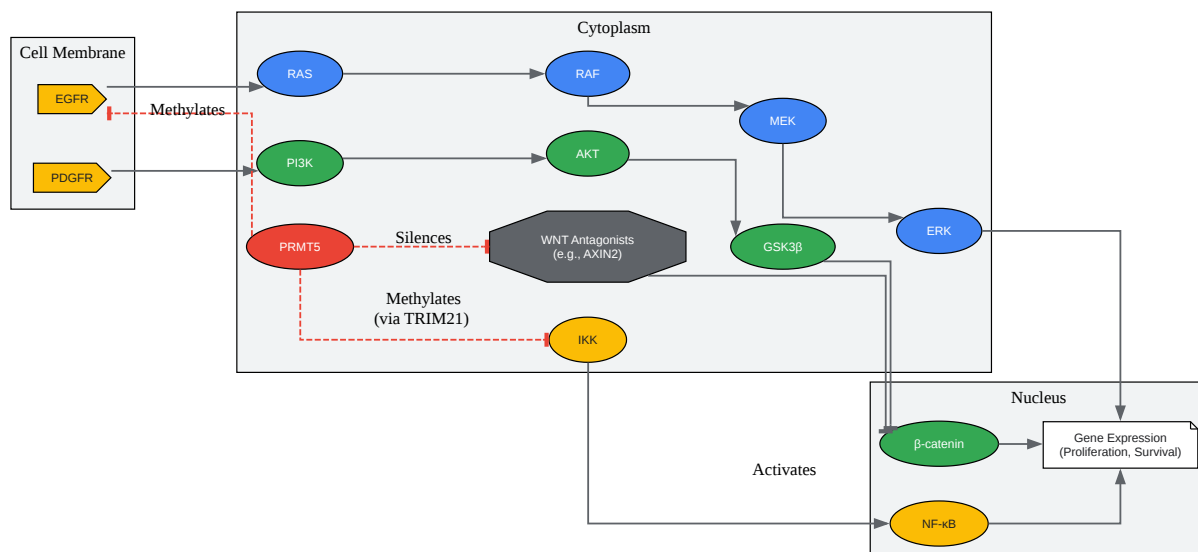 Cytoplasm
Cell Membrane
RAS
RAF
EGFR
Methylates
MEK
PI3K
AKT
PDGFR
ERK
PRMT5
Silences
WNT Antagonists
(e.g., AXIN2)
GSK3β
Methylates
(via TRIM21)
IKK
Nucleus
β-catenin
Gene Expression
(Proliferation, Survival)
Activates
NF-κB